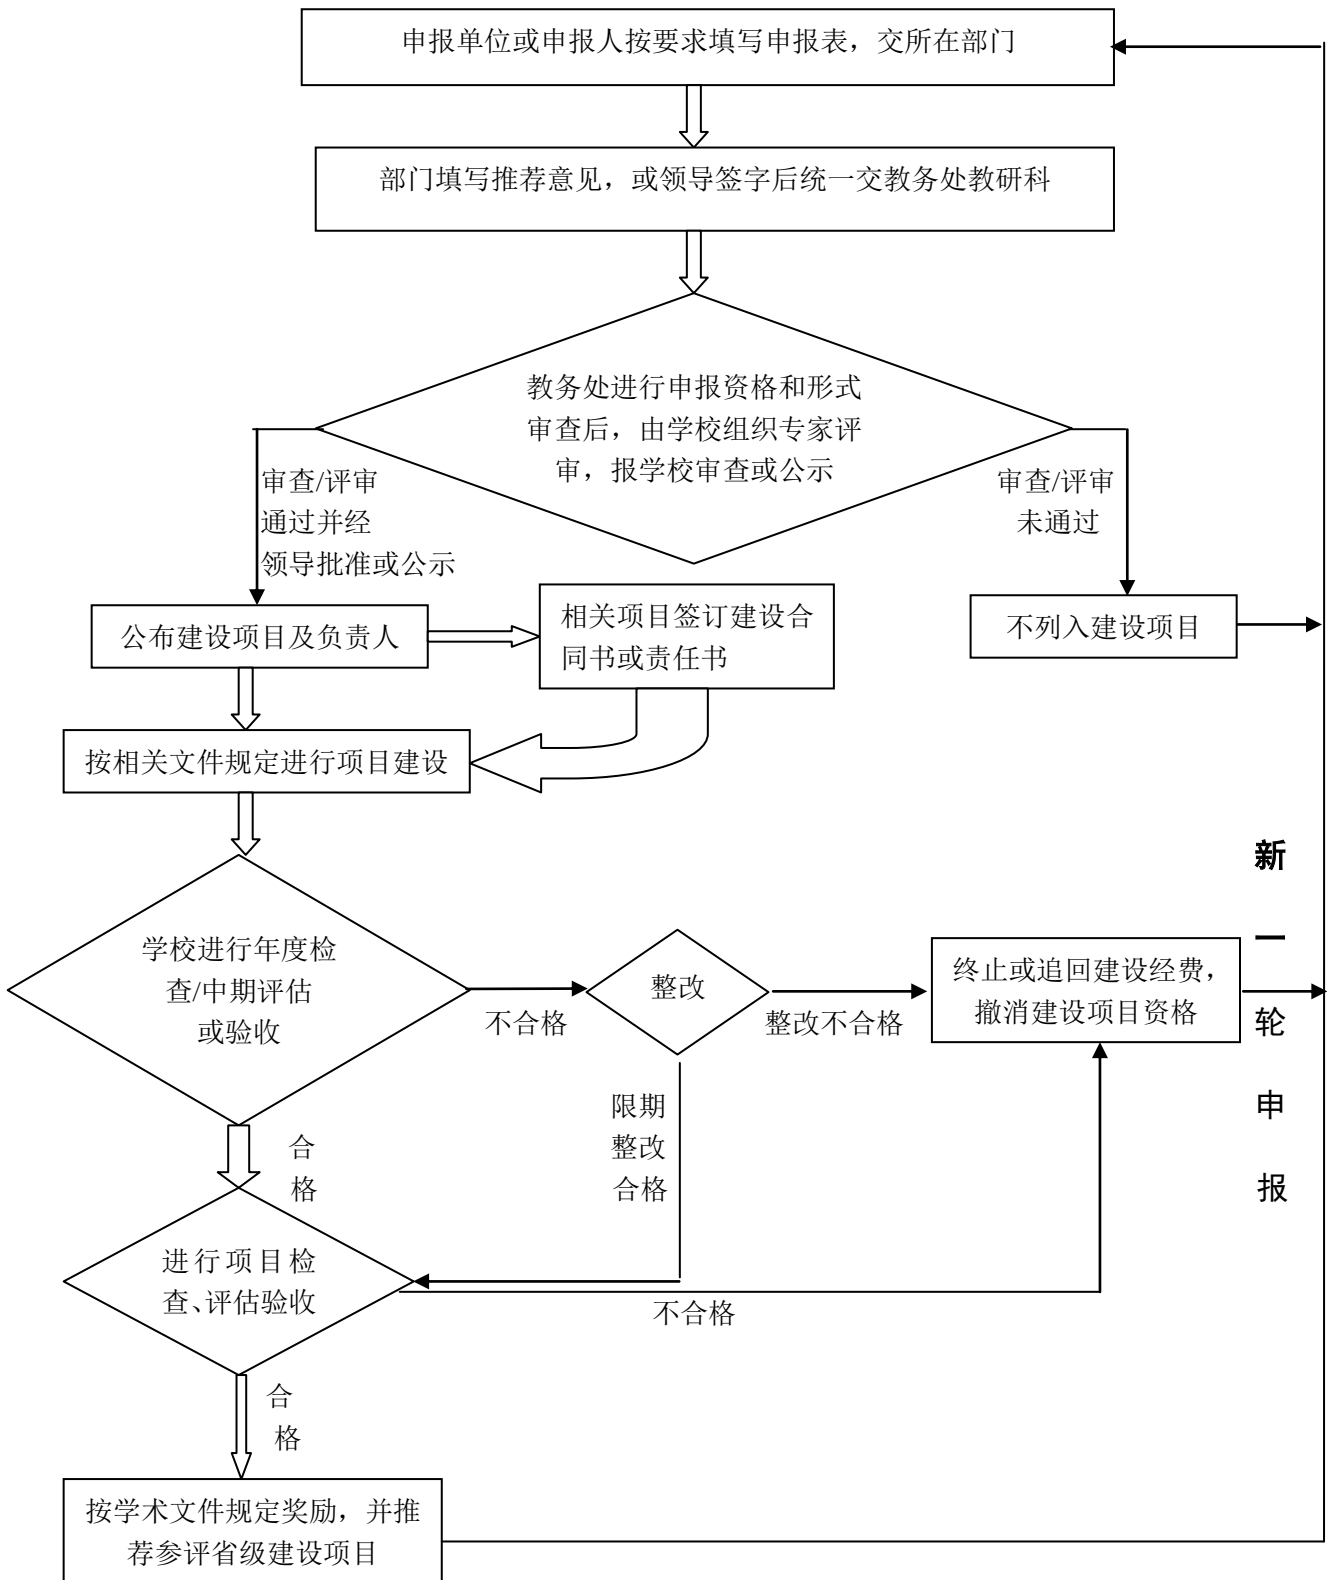 申报单位或申报人按要求填写申报表，交所在部门
部门填写推荐意见，或领导签字后统一交教务处教研科
教务处进行申报资格和形式
审查后，由学校组织专家评
审，报学校审查或公示
审查/评审
通过并经
领导批准或公示
审查/评审
未通过
公布建设项目及负责人
相关项目签订建设合
同书或责任书
不列入建设项目
按相关文件规定进行项目建设
学校进行年度检
查/中期评估
或验收
不合格
整改
整改不合格
终止或追回建设经费，
撤消建设项目资格
新
一
轮
申
报
限期
整改
合格
合
格
进行项目检
查、评估验收
不合格
合
格
按学术文件规定奖励，并推
荐参评省级建设项目